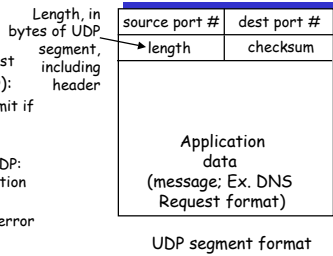 Length, in
bytes of UDP
segment,
including
header
st
):
mit if
DP:
tion
error
source port # dest port #
length checksum
Application
data
(message; Ex. DNS
Request format)
UDP segment format